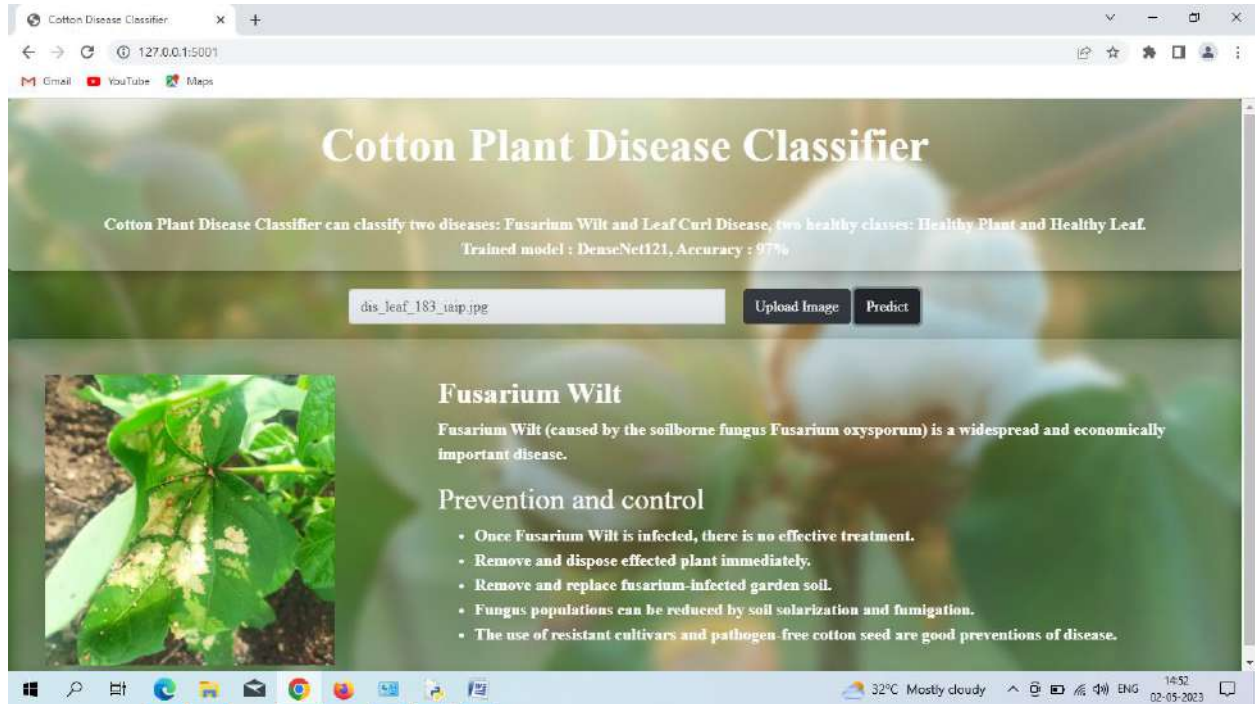 Cotton Disease Classifier
127.0.0.1:5001
Gmail YouTube Maps
Cotton Plant Disease Classifier
Cotton Plant Disease Classifier can classify two diseases: Fusarium Wilt and Leaf Curl Disease, two healthy classes: Healthy Plant and Healthy Leaf.
Trained model : DenseNet121, Accuracy : 97%
dis_leaf_183_iaip.jpg Upload Image Predict
Fusarium Wilt
Fusarium Wilt (caused by the soilborne fungus Fusarium oxysporum) is a widespread and economically
important disease.
Prevention and control
• Once Fusarium Wilt is infected, there is no effective treatment.
• Remove and dispose effected plant immediately.
• Remove and replace fusarium-infected garden soil.
• Fungus populations can be reduced by soil solarization and fumigation.
• The use of resistant cultivars and pathogen-free cotton seed are good preventions of disease.
32°C Mostly cloudy ENG 14:52
02-05-2023